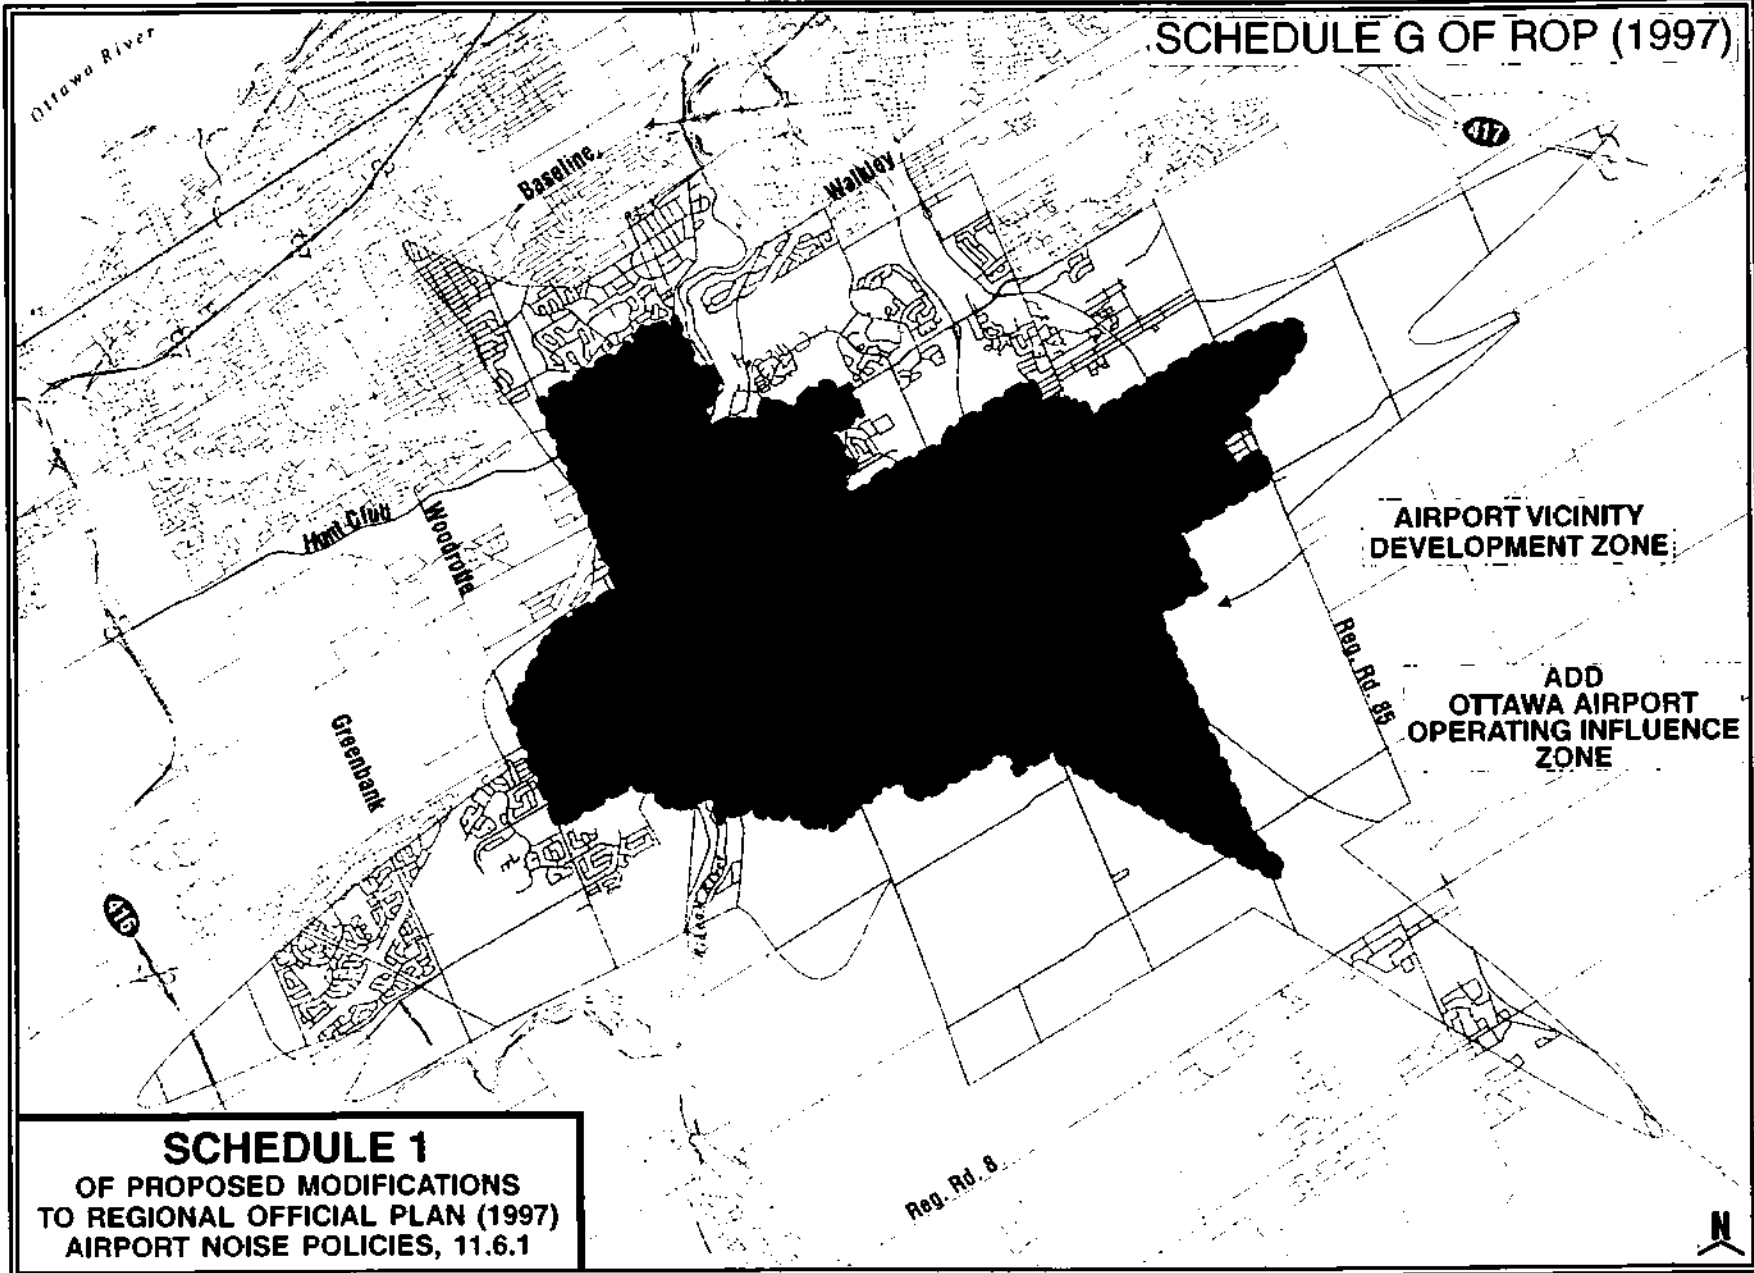 SCHEDULE G OF ROP (1997)
Ottawa River
417
Baseline
Walkley
Hunt Club
Woodroffe
AIRPORT VICINITY
DEVELOPMENT ZONE
Reg. Rd. 85
ADD
OTTAWA AIRPORT
OPERATING INFLUENCE
ZONE
Greenbank
416
Reg. Rd. 8
SCHEDULE 1
OF PROPOSED MODIFICATIONS
TO REGIONAL OFFICIAL PLAN (1997)
AIRPORT NOISE POLICIES, 11.6.1
N